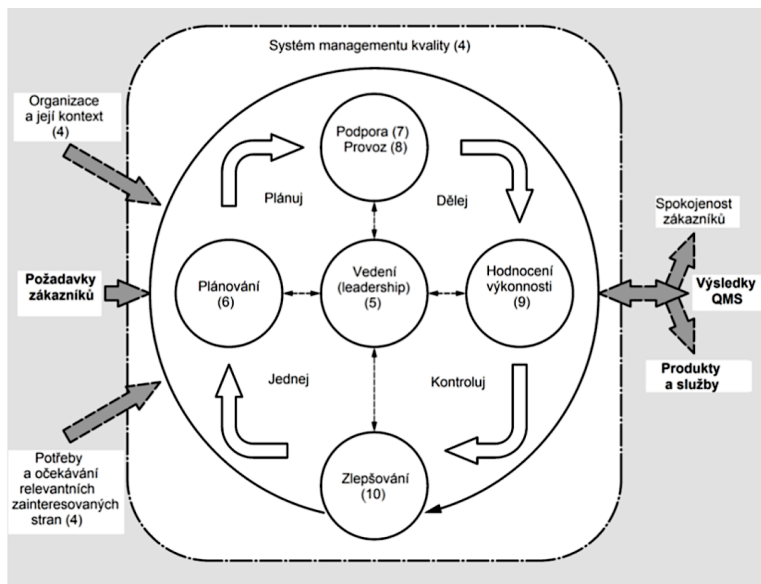 Systém managementu kvality (4)
Organizace
a její kontext
(4)
Podpora (7)
Provoz (8)
Plánuj
Dělej
Spokojenost
zákazníků
Požadavky
zákazníků
Plánování
(6)
Vedení
(leadership)
(5)
Hodnocení
výkonnosti
(9)
Výsledky
QMS
Jednej
Kontroluj
Produkty
a služby
Potřeby
a očekávání
relevantních
zainteresovaných
stran (4)
Zlepšování
(10)